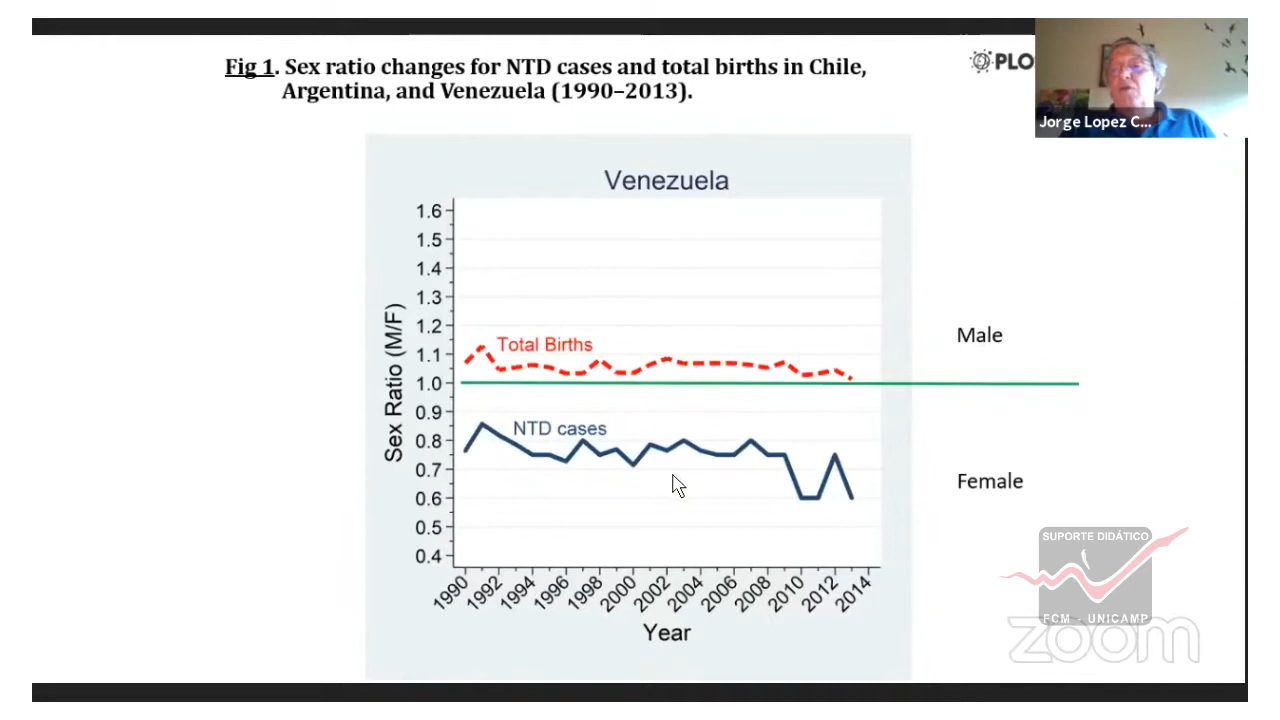 Fig 1. Sex ratio changes for NTD cases and total births in Chile,
Argentina, and Venezuela (1990–2013).
PLO
Jorge Lopez C...
Venezuela
1.6
1.5
1.4
1.3
1.2
1.1
1.0
0.9
0.8
0.7
0.6
0.5
0.4
Sex Ratio (M/F)
Total Births
NTD cases
Male
Female
1990 1992 1994 1996 1998 2000 2002 2004 2006 2008 2010 2012 2014
Year
SUPORTE DIDÁTICO
FCM - UNICAMP
zoom